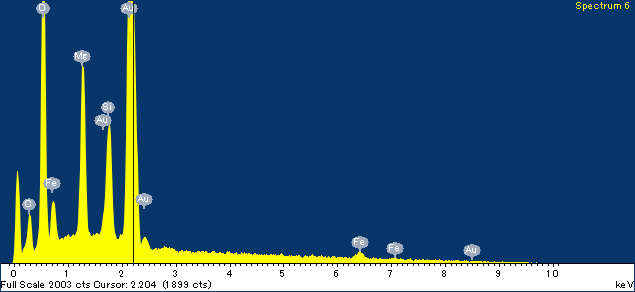 Spectrum 6
O Au
Mg
Si
Au
Fe
Au
Fe
Fe
Au
0 1 2 3 4 5 6 7 8 9 10
Full Scale 2003 cts Cursor: 2.204 (1899 cts) keV